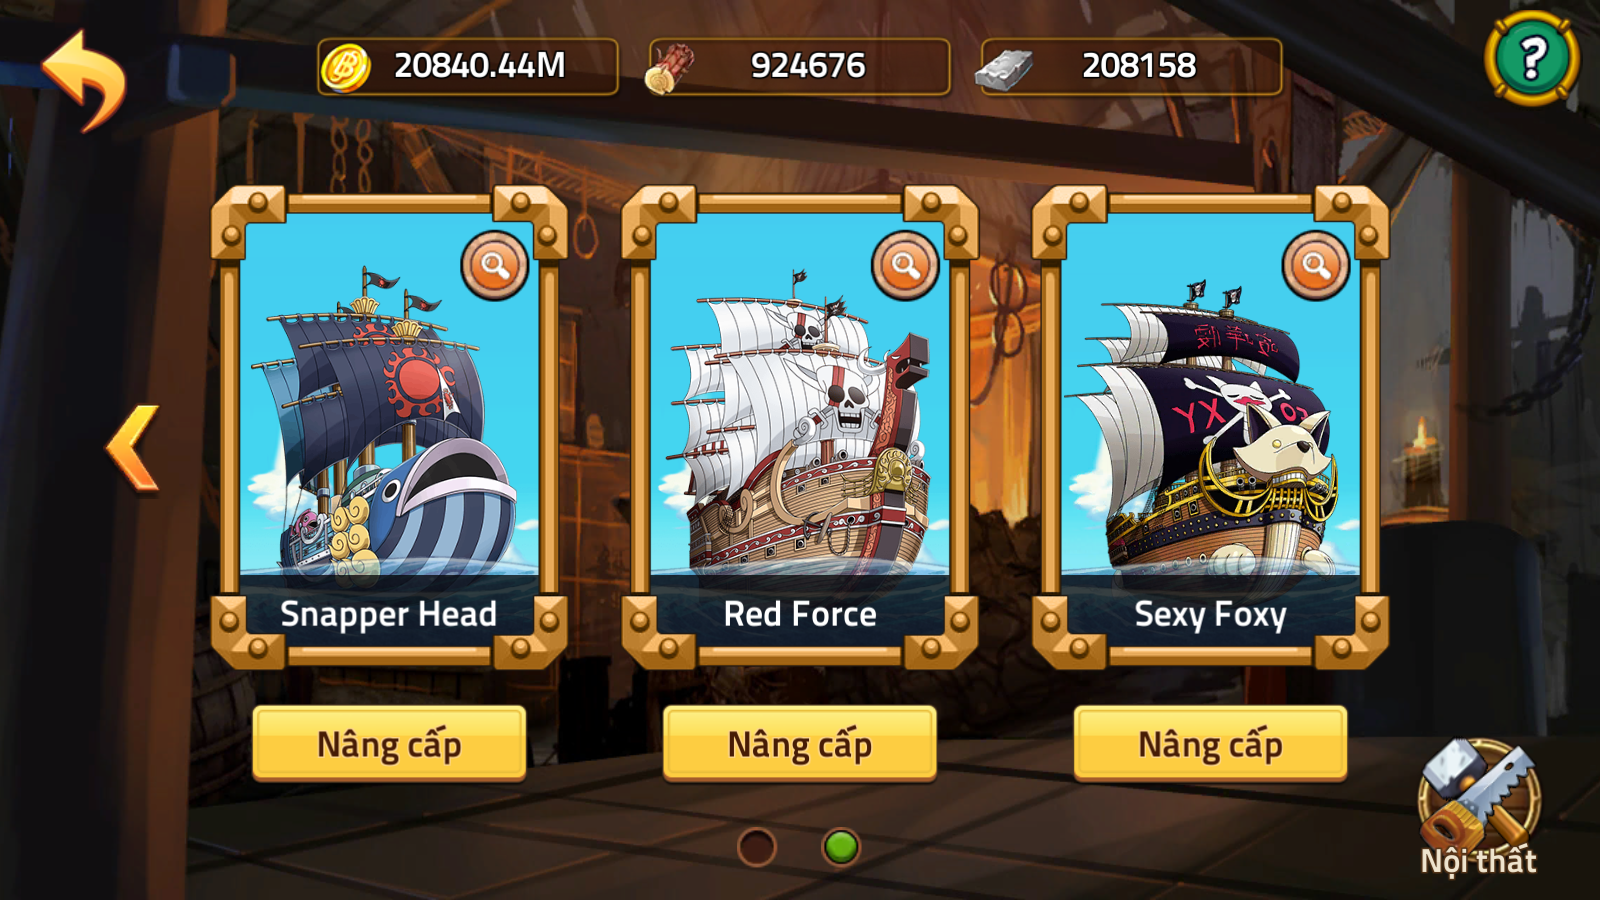 20840.44M
924676
208158
?
YX
Snapper Head
Red Force
Sexy Foxy
Nâng cấp
Nâng cấp
Nâng cấp
Nội thất